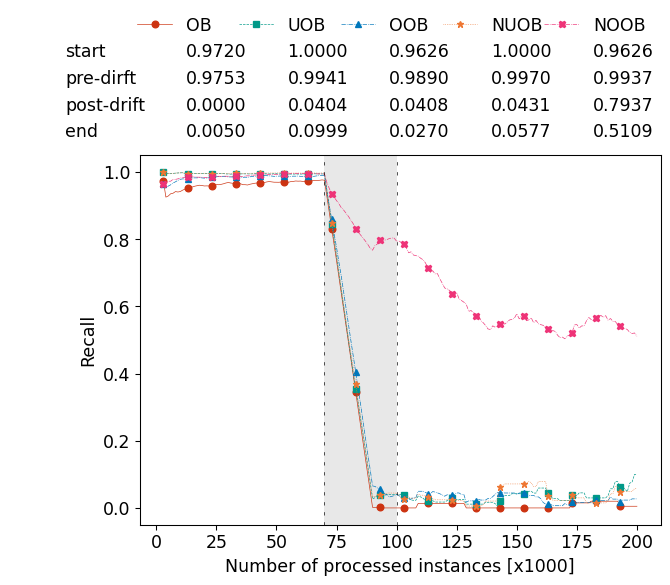 OB UOB OOB NUOB NOOB
start 0.9720 1.0000 0.9626 1.0000 0.9626
pre-dirft 0.9753 0.9941 0.9890 0.9970 0.9937
post-drift 0.0000 0.0404 0.0408 0.0431 0.7937
end 0.0050 0.0999 0.0270 0.0577 0.5109
1.0
0.8
0.6
0.4
0.2
0.0
Recall
0 25 50 75 100 125 150 175 200
Number of processed instances [x1000]